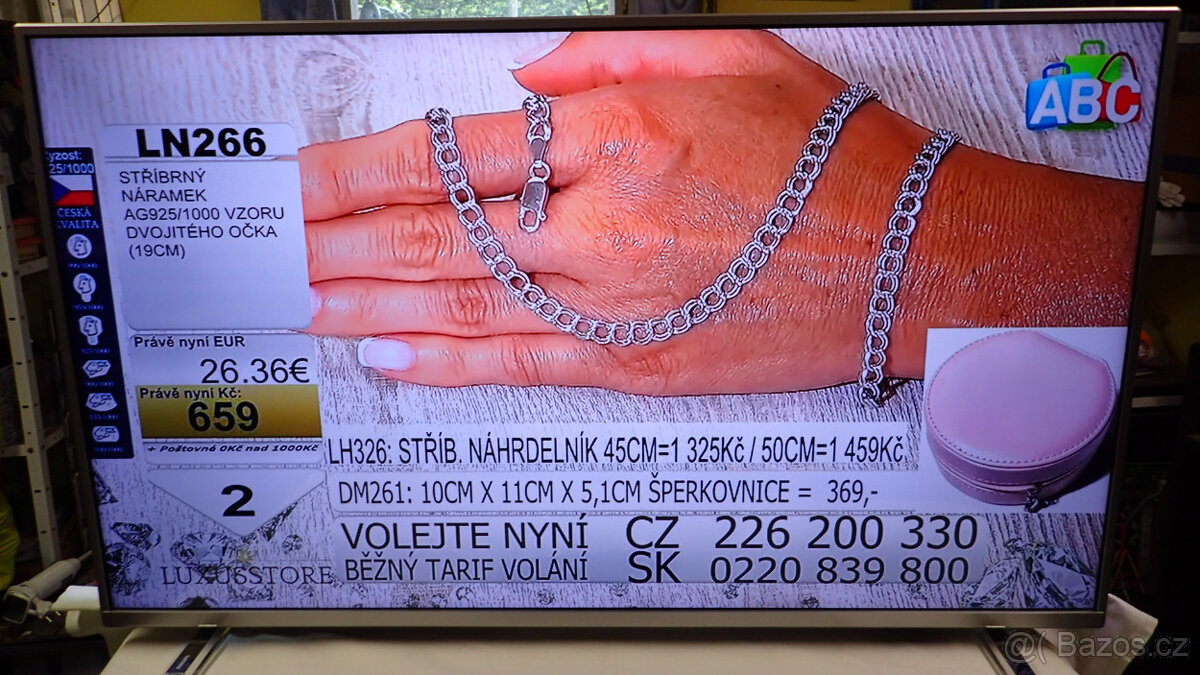 ABC
LN266
STŘÍBRNÝ
NÁRAMEK
AG925/1000 VZORU
DVOJITÉHO OČKA
(19CM)
yzost:
25/1000
ČESKÁ
KVALITA
Právě nyní EUR
26.36€
Právě nyní Kč:
659
+ Poštovné 0Kč nad 1000Kč
2
LUXUSSTORE
LH326: STŘÍB. NÁHRDELNÍK 45CM=1 325Kč / 50CM=1 459Kč
DM261: 10CM X 11CM X 5,1CM ŠPERKOVNICE = 369,-
VOLEJTE NYNÍ CZ 226 200 330
BĚŽNÝ TARIF VOLÁNÍ SK 0220 839 800
Bazos.cz